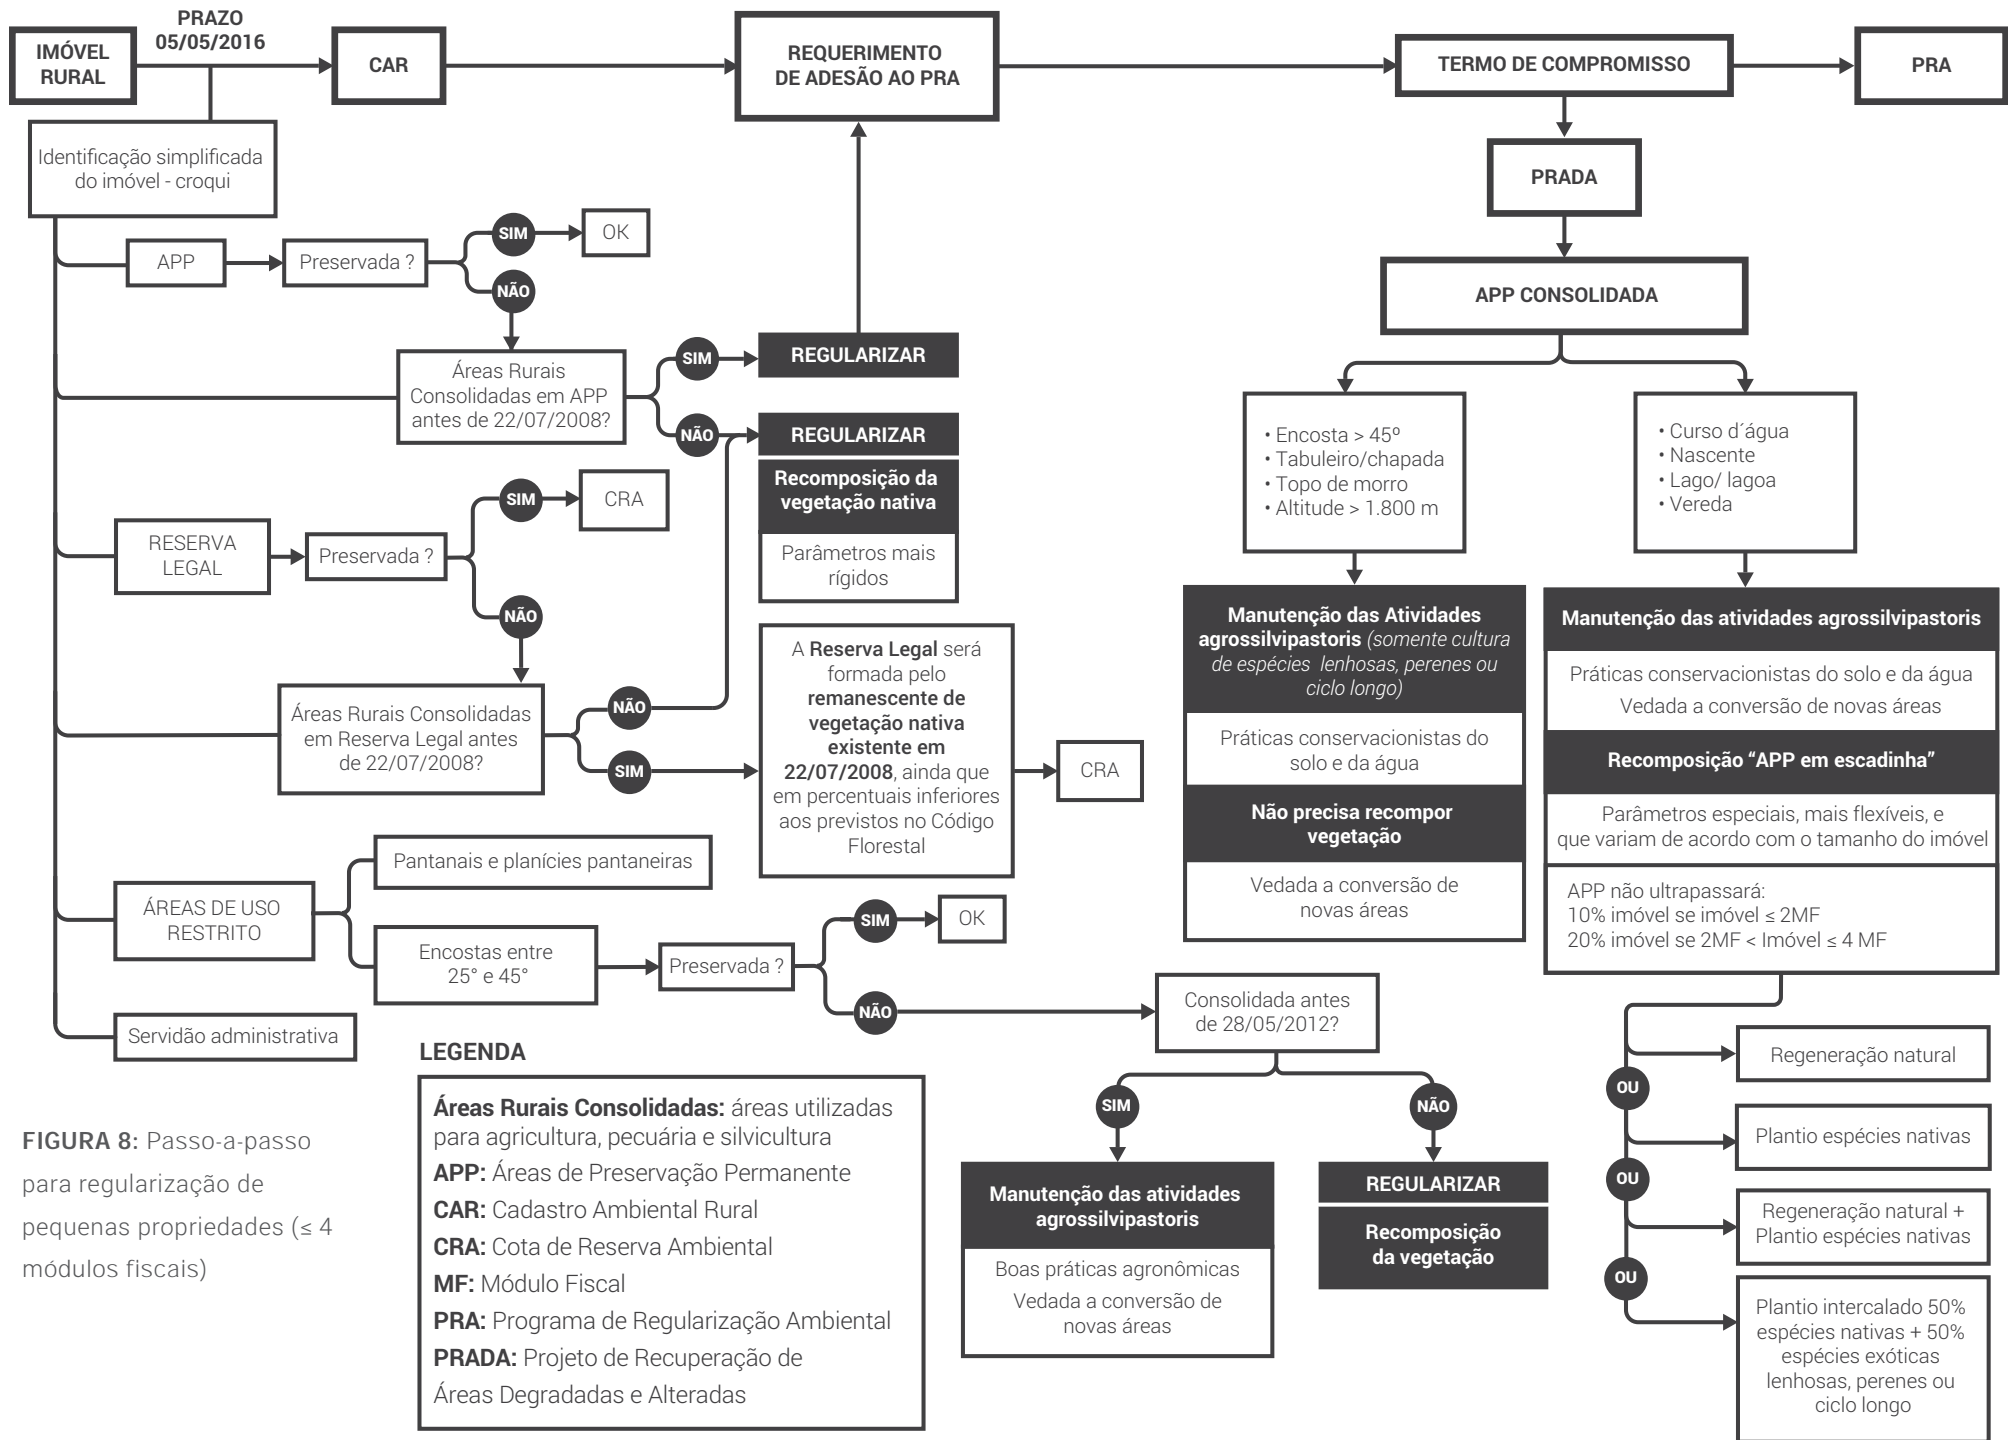 PRAZO
05/05/2016
IMÓVEL
RURAL
CAR
REQUERIMENTO
DE ADESÃO AO PRA
TERMO DE COMPROMISSO
PRA
Identificação simplificada
do imóvel - croqui
PRADA
APP CONSOLIDADA
APP
Preservada ?
SIM
OK
NÃO
Áreas Rurais
Consolidadas em APP
antes de 22/07/2008?
SIM
REGULARIZAR
NÃO
REGULARIZAR
Recomposição da
vegetação nativa
Parâmetros mais
rígidos
RESERVA
LEGAL
Preservada ?
SIM
CRA
NÃO
Áreas Rurais Consolidadas
em Reserva Legal antes
de 22/07/2008?
NÃO
SIM
A Reserva Legal será
formada pelo
remanescente de
vegetação nativa
existente em
22/07/2008, ainda que
em percentuais inferiores
aos previstos no Código
Florestal
CRA
ÁREAS DE USO
RESTRITO
Pantanais e planícies pantaneiras
Encostas entre
25° e 45°
Preservada ?
SIM
OK
NÃO
Consolidada antes
de 28/05/2012?
SIM
Manutenção das atividades
agrossilvipastoris
Boas práticas agronômicas
Vedada a conversão de
novas áreas
NÃO
REGULARIZAR
Recomposição
da vegetação
Servidão administrativa
• Encosta > 45º
• Tabuleiro/chapada
• Topo de morro
• Altitude > 1.800 m
Manutenção das Atividades
agrossilvipastoris (somente cultura
de espécies lenhosas, perenes ou
ciclo longo)
Práticas conservacionistas do
solo e da água
Não precisa recompor
vegetação
Vedada a conversão de
novas áreas
• Curso d´água
• Nascente
• Lago/ lagoa
• Vereda
Manutenção das atividades agrossilvipastoris
Práticas conservacionistas do solo e da água
Vedada a conversão de novas áreas
Recomposição “APP em escadinha”
Parâmetros especiais, mais flexíveis, e
que variam de acordo com o tamanho do imóvel
APP não ultrapassará:
10% imóvel se imóvel ≤ 2MF
20% imóvel se 2MF < Imóvel ≤ 4 MF
Regeneração natural
OU
Plantio espécies nativas
OU
Regeneração natural +
Plantio espécies nativas
OU
Plantio intercalado 50%
espécies nativas + 50%
espécies exóticas
lenhosas, perenes ou
ciclo longo
LEGENDA
Áreas Rurais Consolidadas: áreas utilizadas
para agricultura, pecuária e silvicultura
APP: Áreas de Preservação Permanente
CAR: Cadastro Ambiental Rural
CRA: Cota de Reserva Ambiental
MF: Módulo Fiscal
PRA: Programa de Regularização Ambiental
PRADA: Projeto de Recuperação de
Áreas Degradadas e Alteradas
FIGURA 8: Passo-a-passo
para regularização de
pequenas propriedades (≤ 4
módulos fiscais)